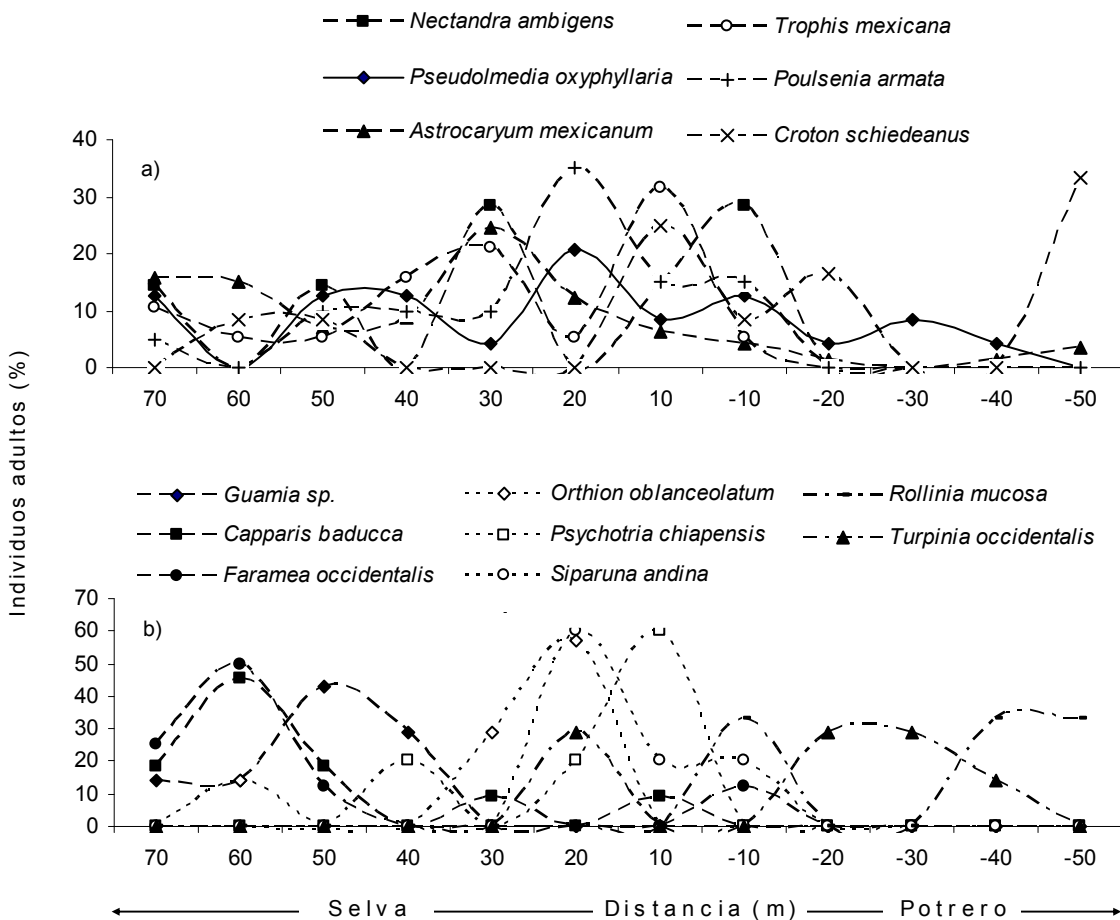 Nectandra ambigens Trophis mexicana
Pseudolmedia oxyphyllaria Poulsenia armata
Astrocaryum mexicanum Croton schiedeanus
a)
40
30
20
10
0
70 60 50 40 30 20 10 -10 -20 -30 -40 -50
Individuos adultos (%)
Guamia sp. Orthion oblanceolatum Rollinia mucosa
Capparis baducca Psychotria chiapensis Turpinia occidentalis
Faramea occidentalis Siparuna andina
b)
70
60
50
40
30
20
10
0
70 60 50 40 30 20 10 -10 -20 -30 -40 -50
Selva Distancia (m) Potrero